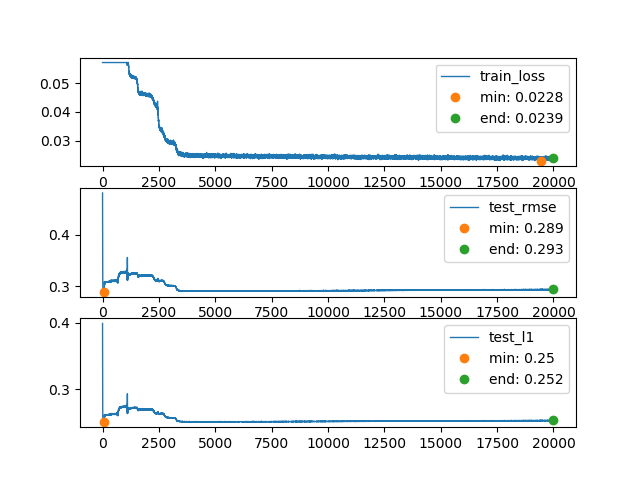 0.05
0.04
0.03
train_loss
min: 0.0228
end: 0.0239
0 2500 5000 7500 10000 12500 15000 17500 20000
0.4
0.3
test_rmse
min: 0.289
end: 0.293
0 2500 5000 7500 10000 12500 15000 17500 20000
0.4
0.3
test_l1
min: 0.25
end: 0.252
0 2500 5000 7500 10000 12500 15000 17500 20000